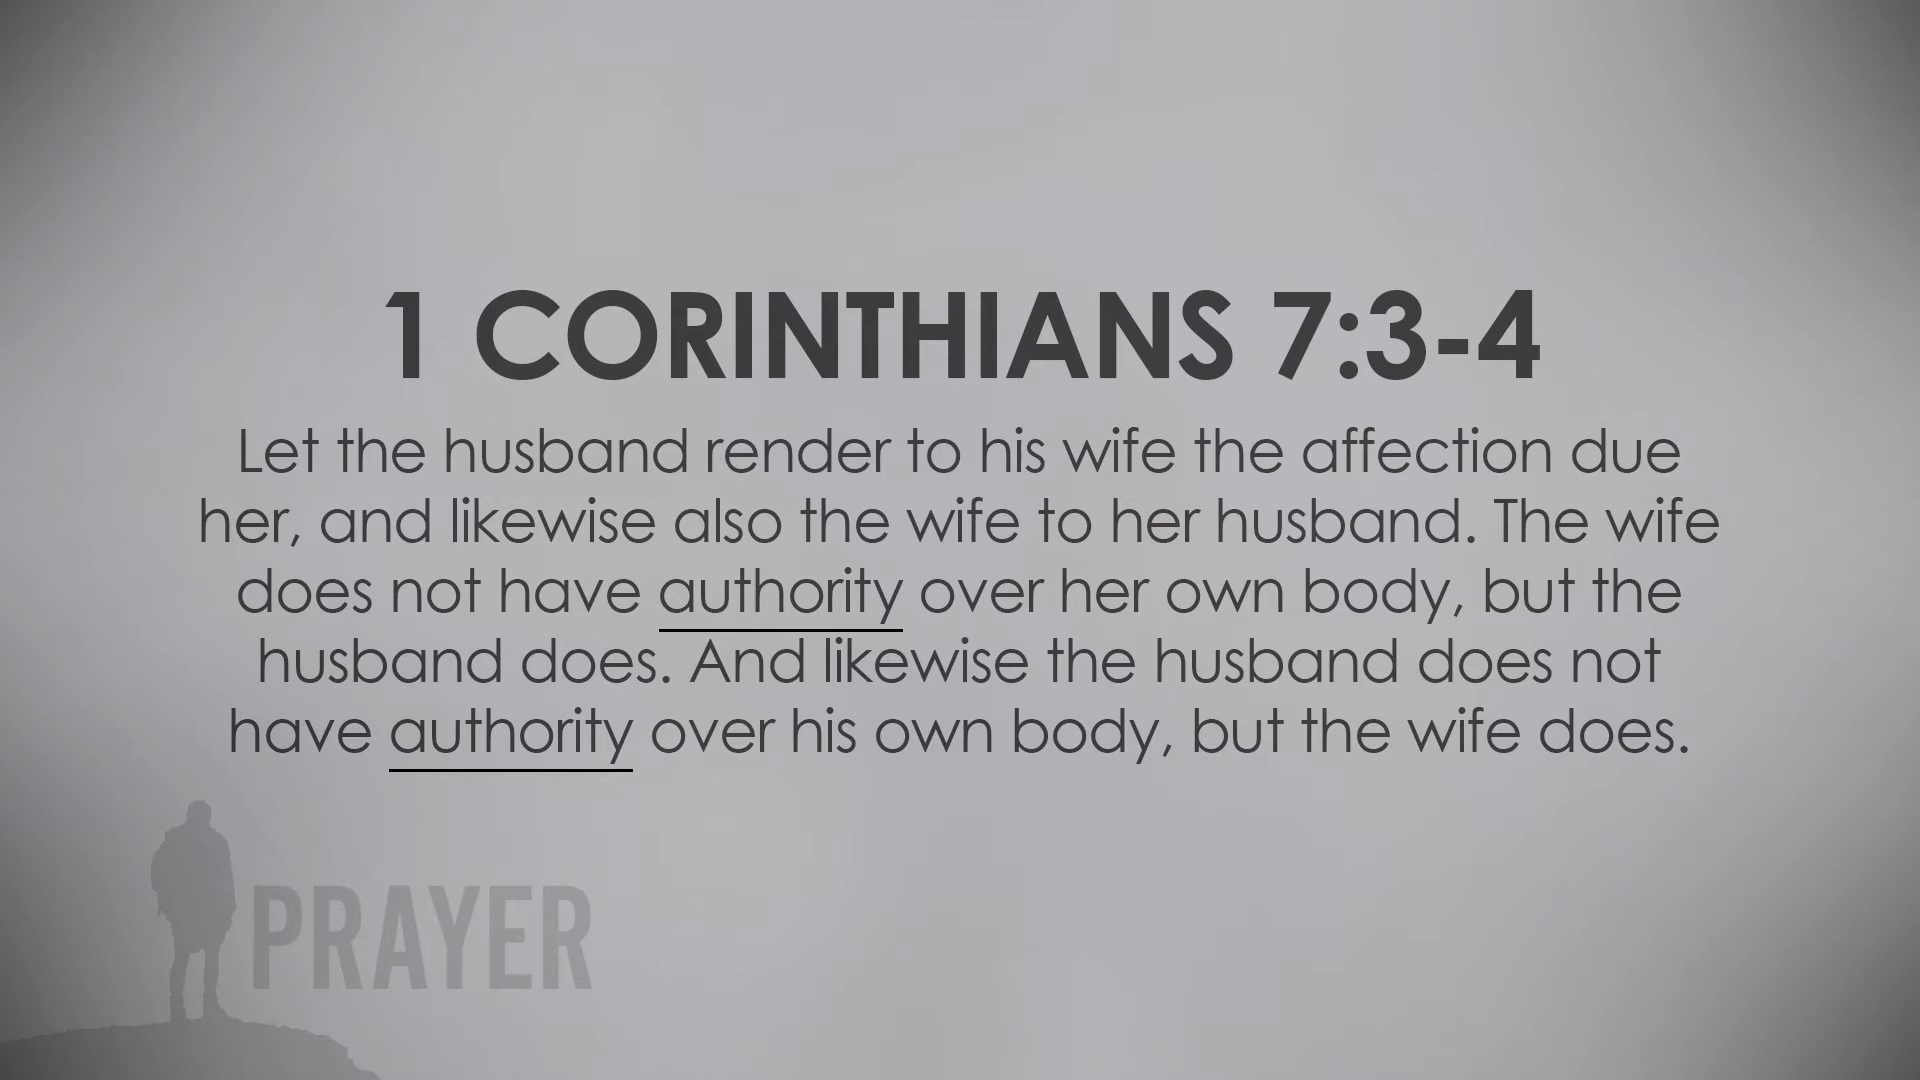 1 CORINTHIANS 7:3-4
Let the husband render to his wife the affection due
her, and likewise also the wife to her husband. The wife
does not have authority over her own body, but the
husband does. And likewise the husband does not
have authority over his own body, but the wife does.
PRAYER